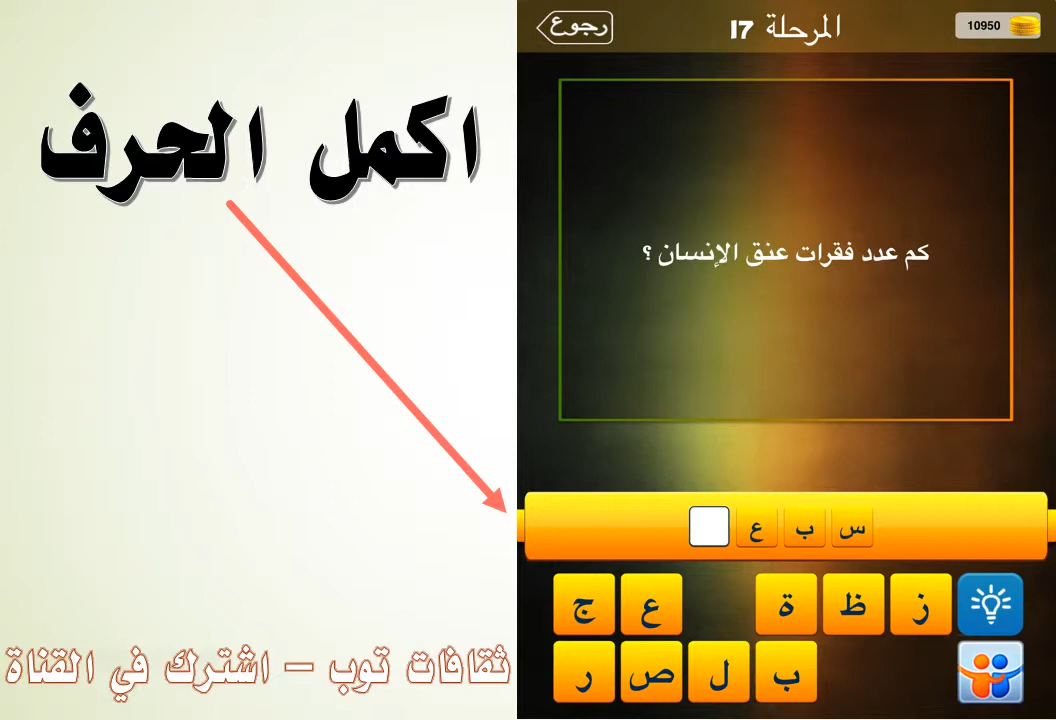 اكمل الحرف
ثقافات توب – اشترك في القناة
رجوع
المرحلة 17
10950
كم عدد فقرات عنق الإنسان ؟
س ب ع
ز ظ ة ع ج
ب ل ص ر